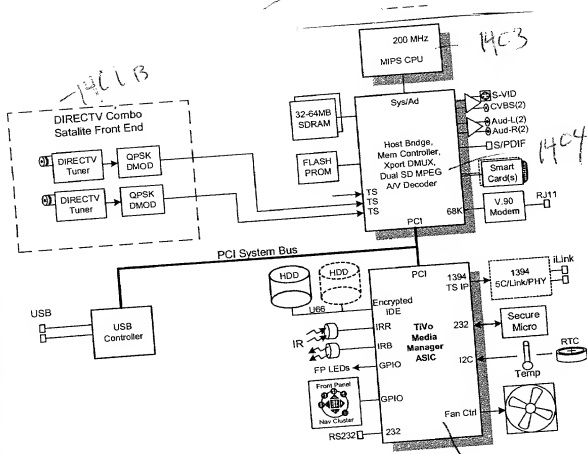 200 MHz
MIPS CPU
1403
1401B
DIRECTV Combo
Satalite Front End
DIRECTV
Tuner
QPSK
DMOD
DIRECTV
Tuner
QPSK
DMOD
32-64MB
SDRAM
FLASH
PROM
Sys/Ad
Host Bridge,
Mem Controller,
Xport DMUX,
Dual SD MPEG
A/V Decoder
TS
TS
TS
68K
PCI
S-VID
CVBS(2)
Aud-L(2)
Aud-R(2)
S/PDIF
1404
Smart
Card(s)
V.90
Modem
RJ11
PCI System Bus
USB
USB
Controller
HDD
HDD
U66
IR
FP LEDs
Front Panel
Nav Cluster
RS232
PCI
Encrypted
IDE
IRR
IRB
GPIO
GPIO
232
TiVo
Media
Manager
ASIC
1394
TS IP
232
I2C
Fan Ctrl
1394
5C/Link/PHY
iLink
Secure
Micro
Temp
RTC